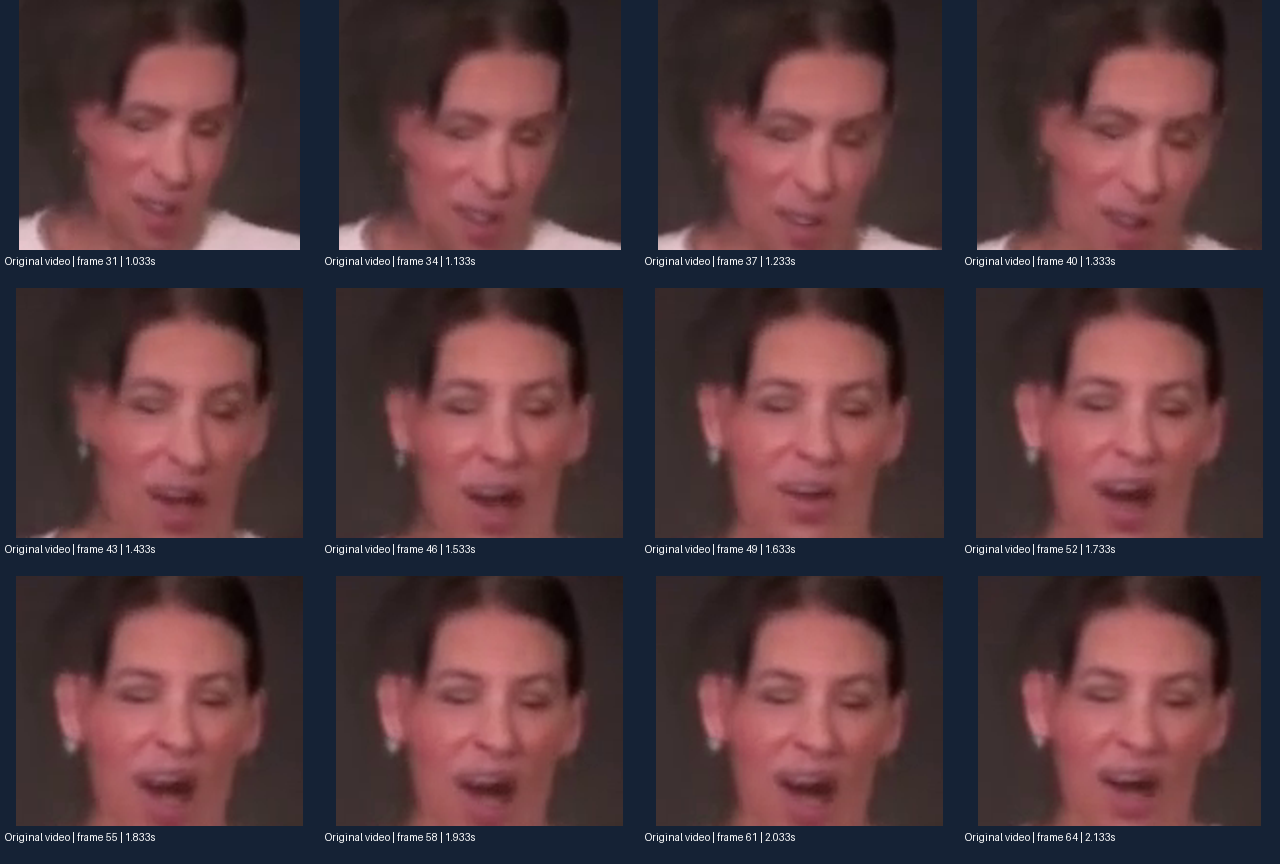 Original video | frame 31 | 1.033s
Original video | frame 34 | 1.133s
Original video | frame 37 | 1.233s
Original video | frame 40 | 1.333s
Original video | frame 43 | 1.433s
Original video | frame 46 | 1.533s
Original video | frame 49 | 1.633s
Original video | frame 52 | 1.733s
Original video | frame 55 | 1.833s
Original video | frame 58 | 1.933s
Original video | frame 61 | 2.033s
Original video | frame 64 | 2.133s